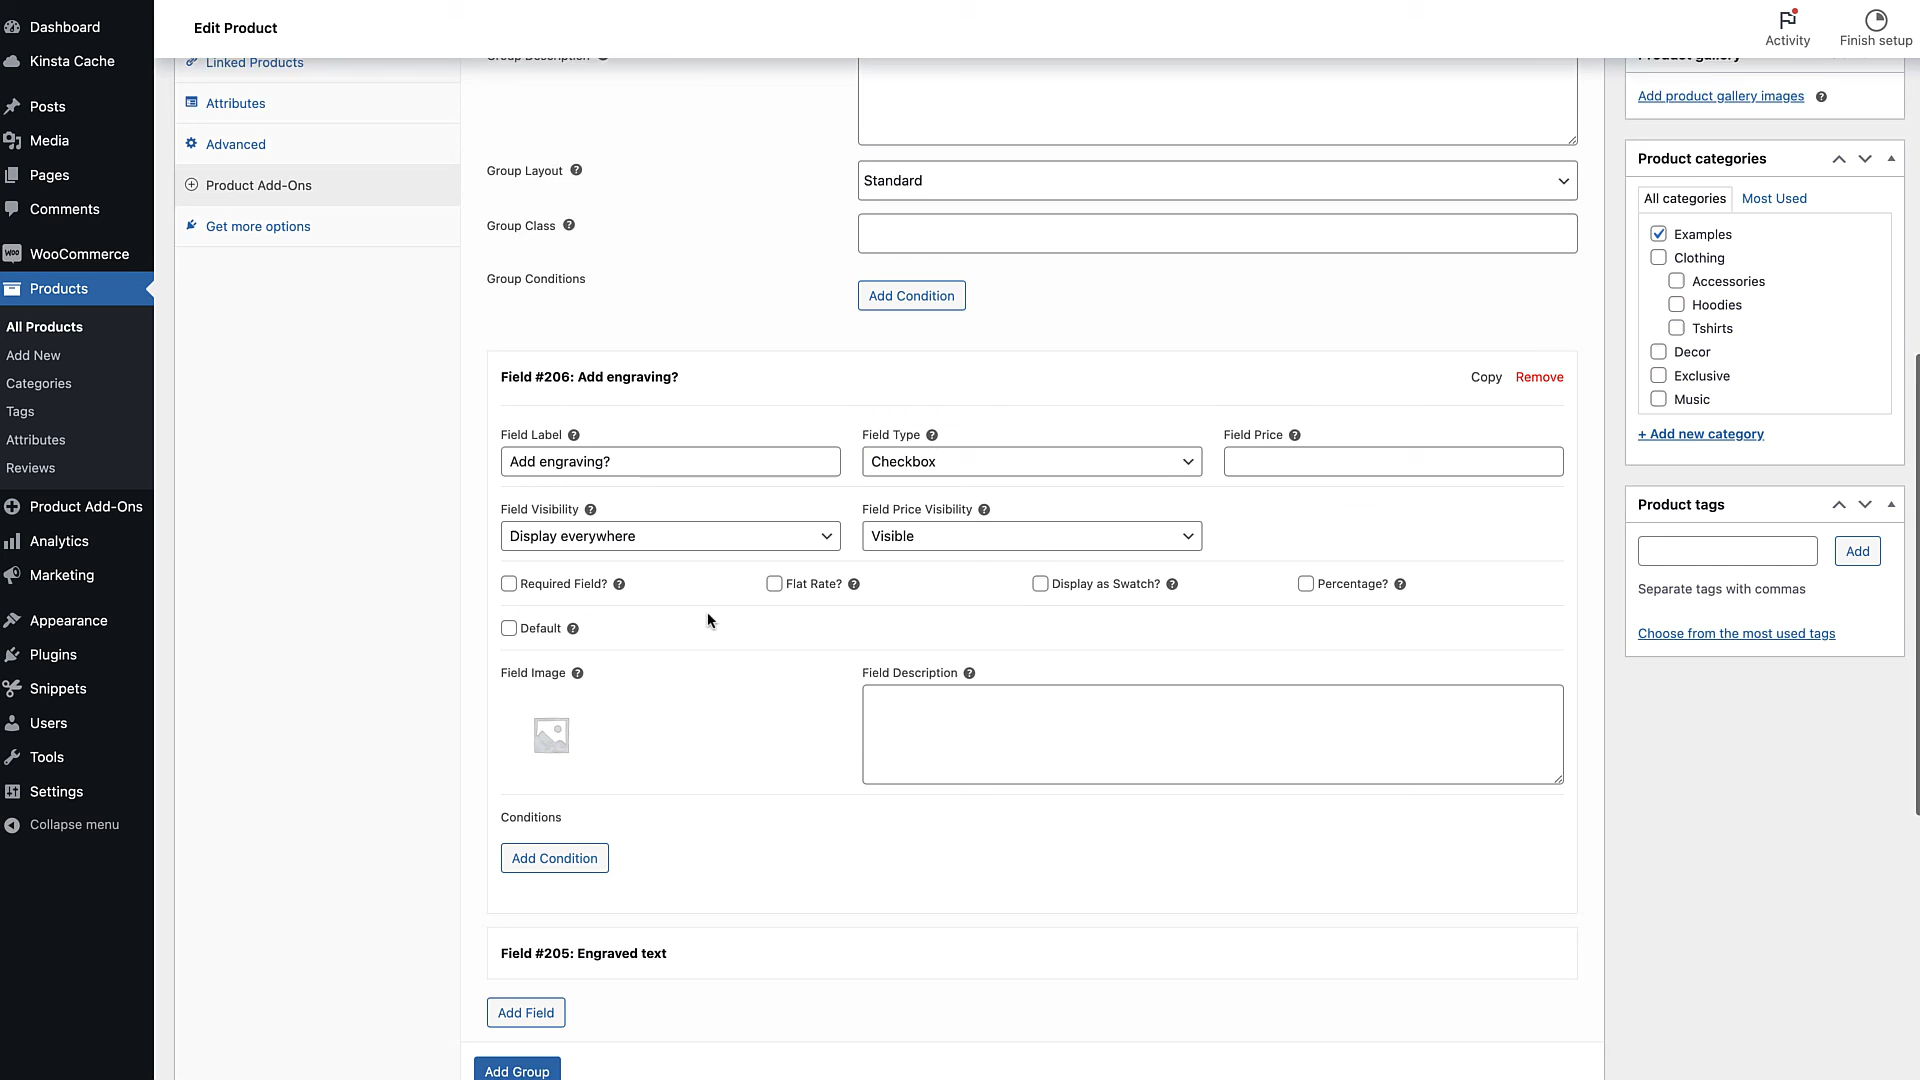 Edit Product
Activity
Finish setup
Dashboard
Kinsta Cache
Posts
Media
Pages
Comments
WooCommerce
Products
All Products
Add New
Categories
Tags
Attributes
Reviews
Product Add-Ons
Analytics
Marketing
Appearance
Plugins
Snippets
Users
Tools
Settings
Collapse menu
Linked Products
Attributes
Advanced
Product Add-Ons
Get more options
Group Description
Group Layout
Standard
Group Class
Group Conditions
Add Condition
Field #206: Add engraving?
Copy Remove
Field Label Field Type Field Price
Add engraving? Checkbox
Field Visibility Field Price Visibility
Display everywhere Visible
Required Field? Flat Rate? Display as Swatch? Percentage?
Default
Field Image Field Description
Conditions
Add Condition
Field #205: Engraved text
Add Field
Add Group
Product gallery
Add product gallery images
Product categories
All categories Most Used
Examples
Clothing
Accessories
Hoodies
Tshirts
Decor
Exclusive
Music
+ Add new category
Product tags
Add
Separate tags with commas
Choose from the most used tags